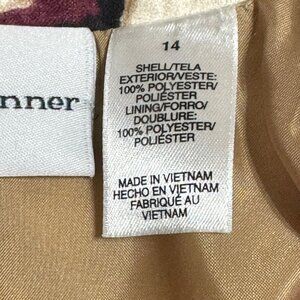 nner
14
SHELL/TELA
EXTERIOR/VESTE:
100% POLYESTER/
POLIÉSTER
LINING/FORRO/
DOUBLURE:
100% POLYESTER/
POLIÉSTER
MADE IN VIETNAM
HECHO EN VIETNAM
FABRIQUÉ AU
VIETNAM